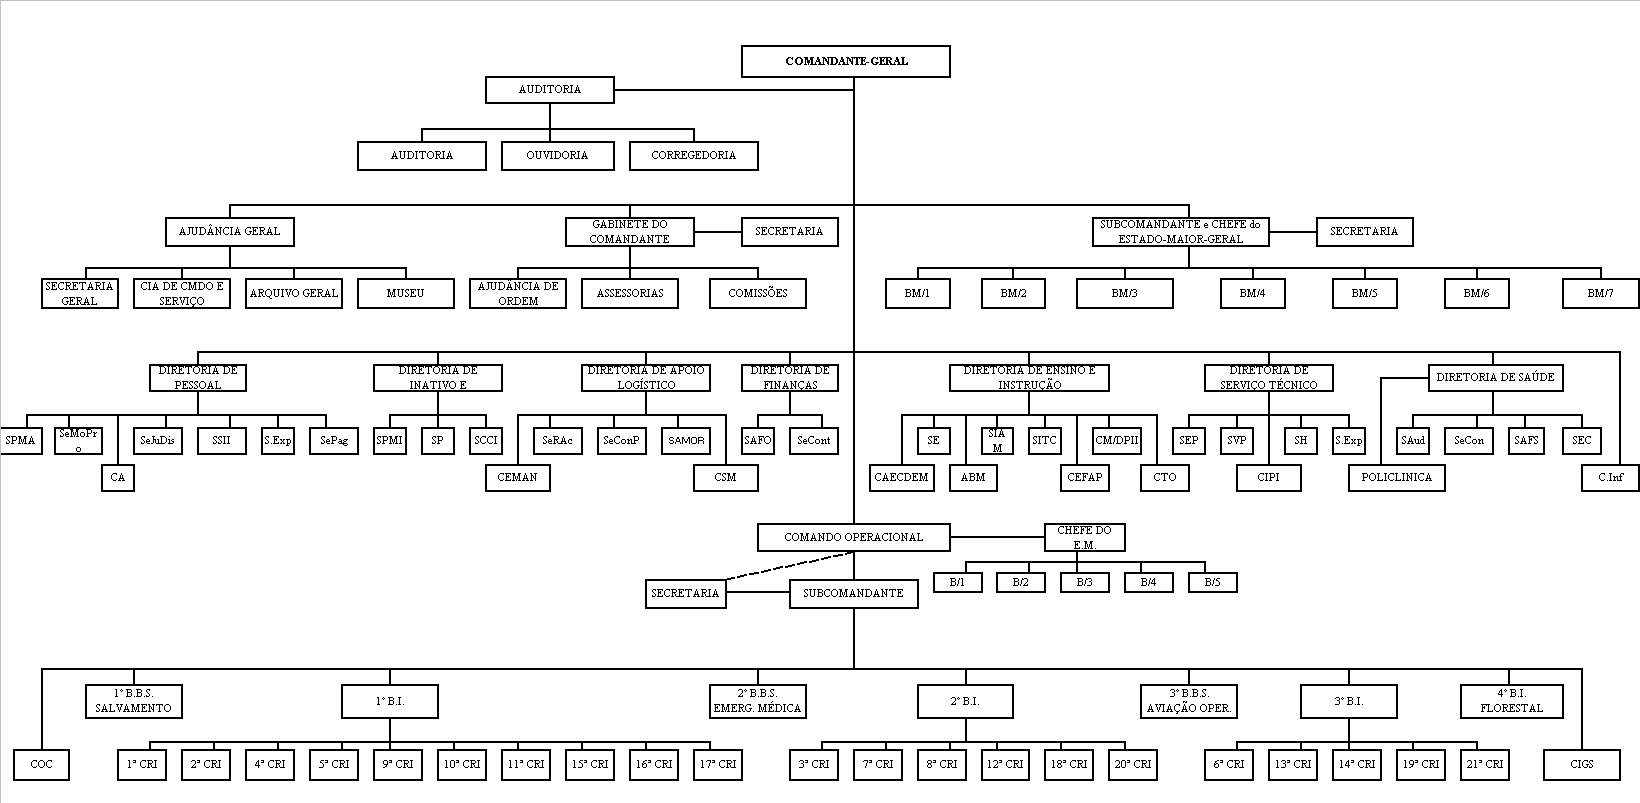 COMANDANTE-GERAL
AUDITORIA
AUDITORIA
OUVIDORIA
CORREGEDORIA
AJUDÂNCIA GERAL
GABINETE DO
COMANDANTE
SECRETARIA
SUBCOMANDANTE e CHEFE do
ESTADO-MAIOR-GERAL
SECRETARIA
SECRETARIA
GERAL
CIA DE CMDO E
SERVIÇO
ARQUIVO GERAL
MUSEU
AJUDÂNCIA DE
ORDEM
ASSESSORIAS
COMISSÕES
BM/1
BM/2
BM/3
BM/4
BM/5
BM/6
BM/7
DIRETORIA DE
PESSOAL
DIRETORIA DE
INATIVO E
DIRETORIA DE APOIO
LOGÍSTICO
DIRETORIA DE
FINANÇAS
DIRETORIA DE ENSINO E
INSTRUÇÃO
DIRETORIA DE
SERVIÇO TÉCNICO
DIRETORIA DE SAÚDE
SPMA
SeMoPr
o
SeJuDis
SSII
S.Exp
SePag
SPMI
SP
SCCI
SeRAc
SeConP
SAMOR
SAFO
SeCont
SE
SIA
M
SITC
CM/DPII
SEP
SVP
SH
S.Exp
SAud
SeCon
SAFS
SEC
CA
CEMAN
CSM
CAECDEM
ABM
CEFAP
CTO
CIPI
POLICLINICA
C.Inf
COMANDO OPERACIONAL
CHEFE DO
E.M.
B/1
B/2
B/3
B/4
B/5
SECRETARIA
SUBCOMANDANTE
1º B.B.S.
SALVAMENTO
1º B.I.
2º B.B.S.
EMERG. MÉDICA
2º B.I.
3º B.B.S.
AVIAÇÃO OPER.
3º B.I.
4º B.I.
FLORESTAL
COC
1ª CRI
2ª CRI
4ª CRI
5ª CRI
9ª CRI
10ª CRI
11ª CRI
15ª CRI
16ª CRI
17ª CRI
3ª CRI
7ª CRI
8ª CRI
12ª CRI
18ª CRI
20ª CRI
6ª CRI
13ª CRI
14ª CRI
19ª CRI
21ª CRI
CIGS